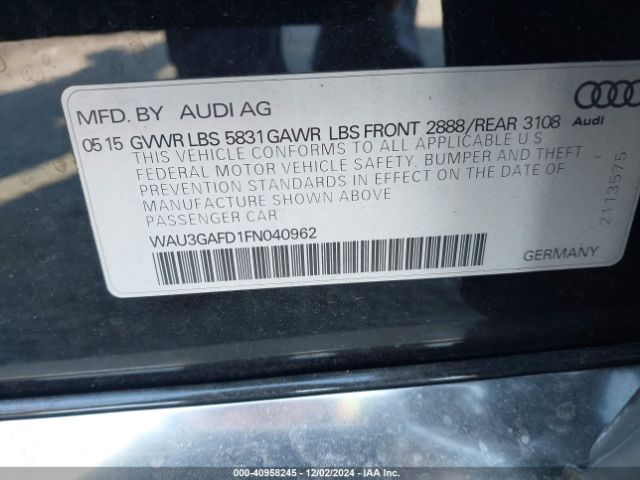 MFD. BY AUDI AG
Audi
05 15 GVWR LBS 5831 GAWR LBS FRONT 2888/REAR 3108
THIS VEHICLE CONFORMS TO ALL APPLICABLE U.S
FEDERAL MOTOR VEHICLE SAFETY, BUMPER AND THEFT
PREVENTION STANDARDS IN EFFECT ON THE DATE OF
MANUFACTURE SHOWN ABOVE
PASSENGER CAR
WAU3GAFD1FN040962
2113575
GERMANY
000-40958245 - 12/02/2024 - IAA Inc.